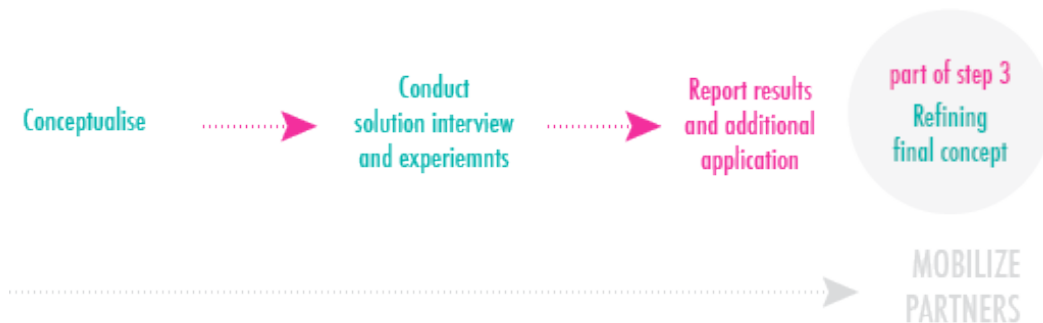 Conceptualise
Conduct
solution interview
and experiemnts
Report results
and additional
application
part of step 3
Refining
final concept
MOBILIZE
PARTNERS